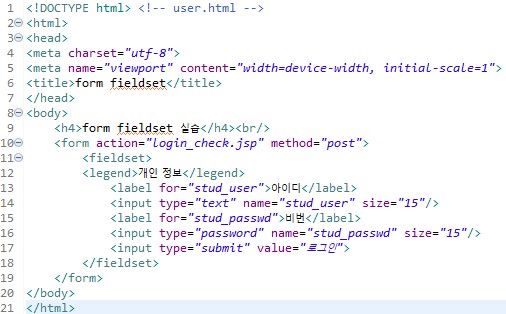 1 <!DOCTYPE html> <!-- user.html -->
2 <html>
3 <head>
4 <meta charset="utf-8">
5 <meta name="viewport" content="width=device-width, initial-scale=1">
6 <title>form fieldset</title>
7 </head>
8 <body>
9 <h4>form fieldset 실습</h4><br/>
10 <form action="login_check.jsp" method="post">
11 <fieldset>
12 <legend>개인 정보</legend>
13 <label for="stud_user">아이디</label>
14 <input type="text" name="stud_user" size="15"/>
15 <label for="stud_passwd">비번</label>
16 <input type="password" name="stud_passwd" size="15"/>
17 <input type="submit" value="로그인">
18 </fieldset>
19 </form>
20 </body>
21 </html>